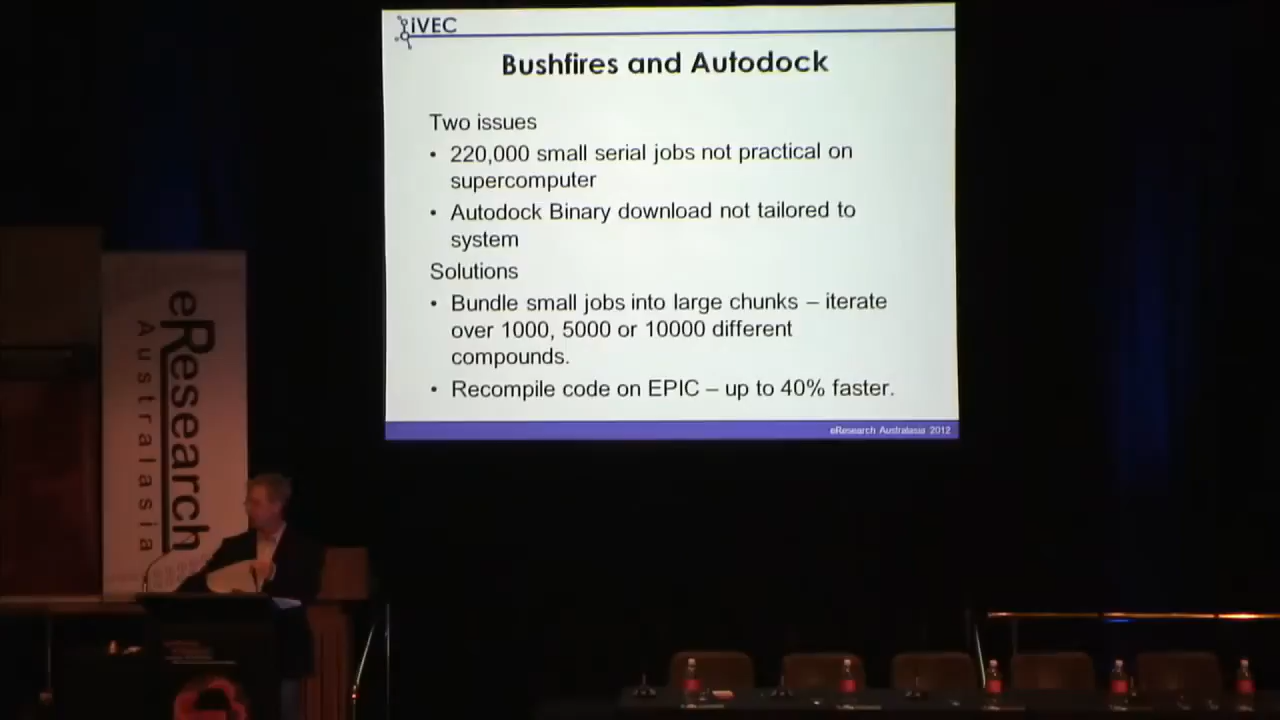 iVEC
Bushfires and Autodock
Two issues
• 220,000 small serial jobs not practical on
supercomputer
• Autodock Binary download not tailored to
system
Solutions
• Bundle small jobs into large chunks – iterate
over 1000, 5000 or 10000 different
compounds.
• Recompile code on EPIC – up to 40% faster.
eResearch Australasia 2012
eResearch
Australasia